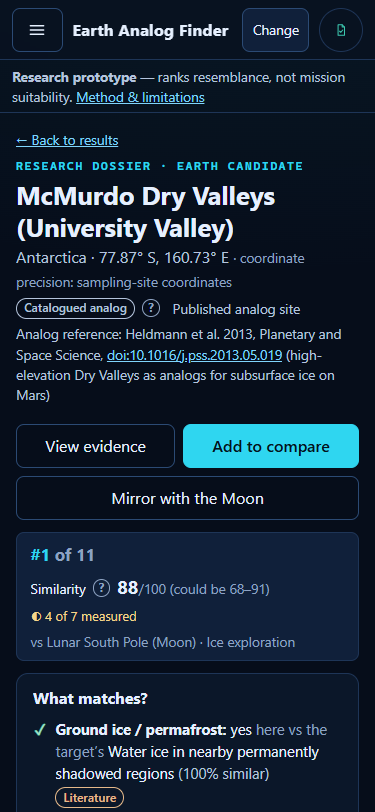 Earth Analog Finder
Change
Research prototype — ranks resemblance, not mission
suitability. Method & limitations
← Back to results
RESEARCH DOSSIER · EARTH CANDIDATE
McMurdo Dry Valleys
(University Valley)
Antarctica · 77.87° S, 160.73° E · coordinate
precision: sampling-site coordinates
Catalogued analog ? Published analog site
Analog reference: Heldmann et al. 2013, Planetary and
Space Science, doi:10.1016/j.pss.2013.05.019 (high-
elevation Dry Valleys as analogs for subsurface ice on
Mars)
View evidence
Add to compare
Mirror with the Moon
#1 of 11
Similarity ? 88/100 (could be 68–91)
4 of 7 measured
vs Lunar South Pole (Moon) · Ice exploration
What matches?
✓ Ground ice / permafrost: yes here vs the
target's Water ice in nearby permanently
shadowed regions (100% similar)
Literature